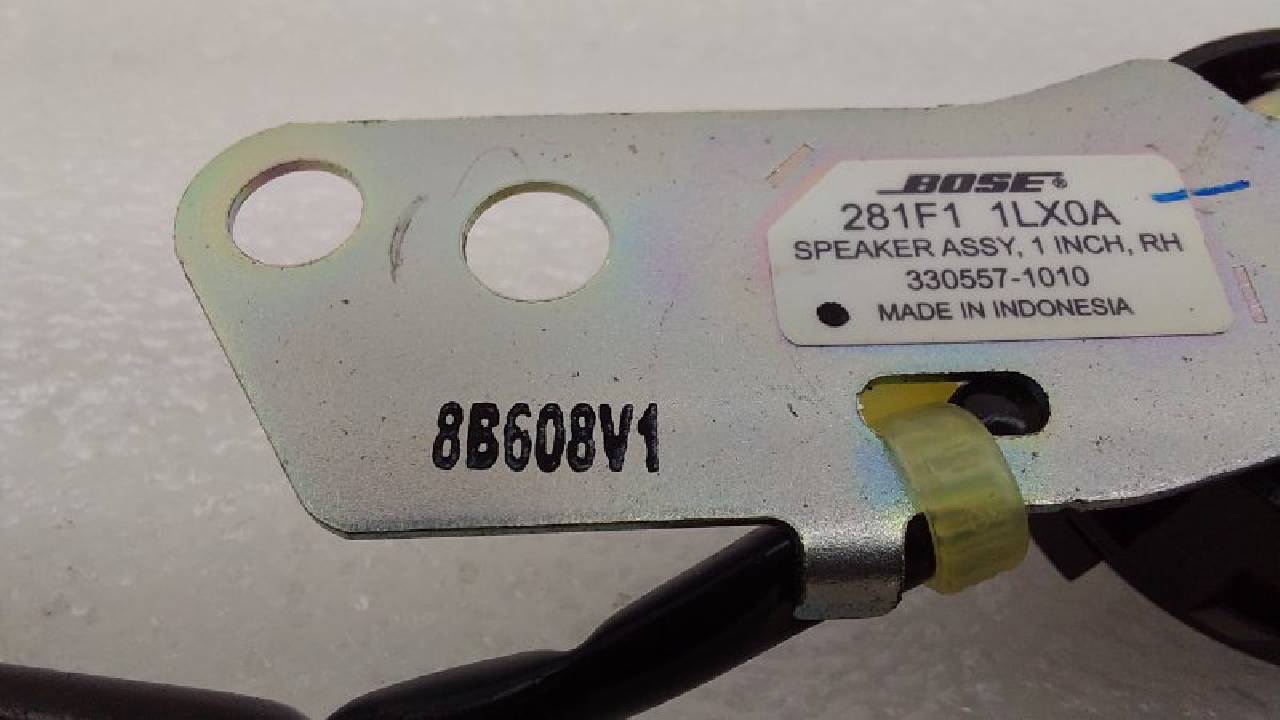 BOSE®
281F1 1LX0A
SPEAKER ASSY, 1 INCH, RH
330557-1010
MADE IN INDONESIA
8B608V1